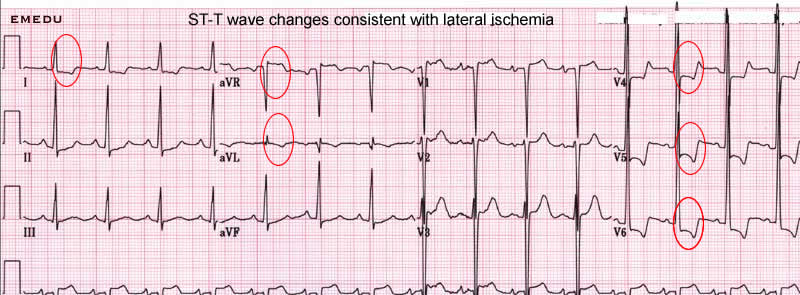 EMEDU
ST-T wave changes consistent with lateral ischemia
I aVR V1 V4
II aVL V2 V5
III aVF V3 V6